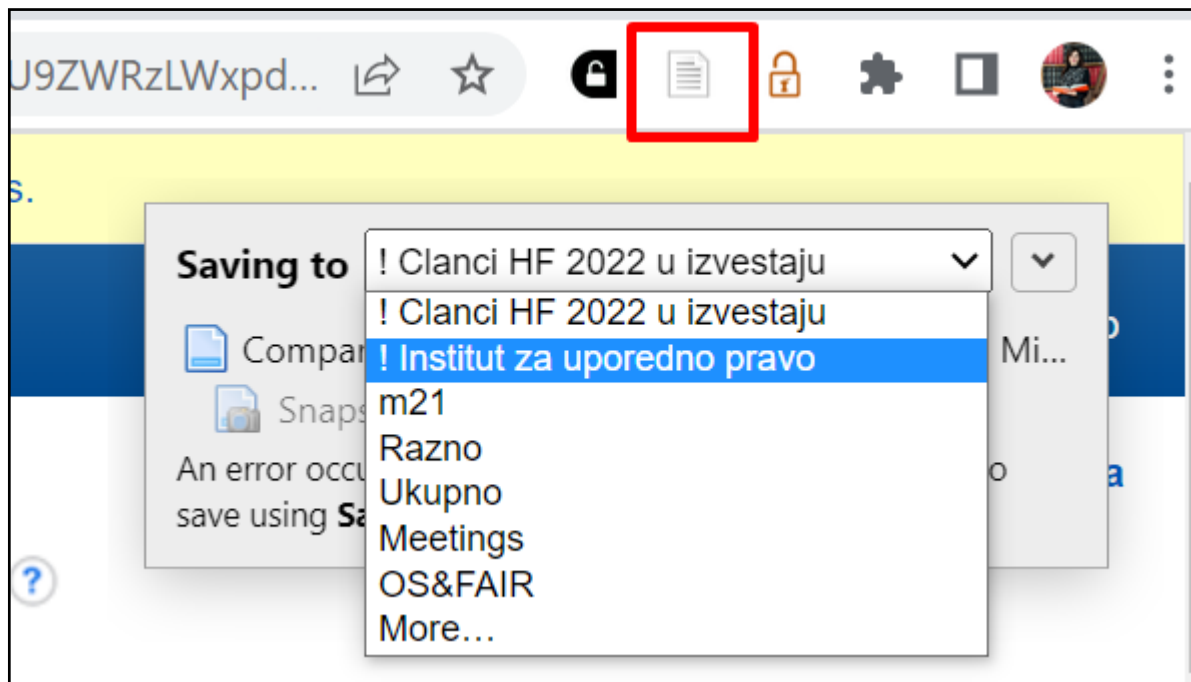 U9ZWRzLWxpd...
s.
Saving to ! Clanci HF 2022 u izvestaju
! Clanci HF 2022 u izvestaju
Compar ! Institut za uporedno pravo Mi...
m21
Snaps
Razno
An error occu
Ukupno
save using Sa
Meetings
?
OS&FAIR
More...